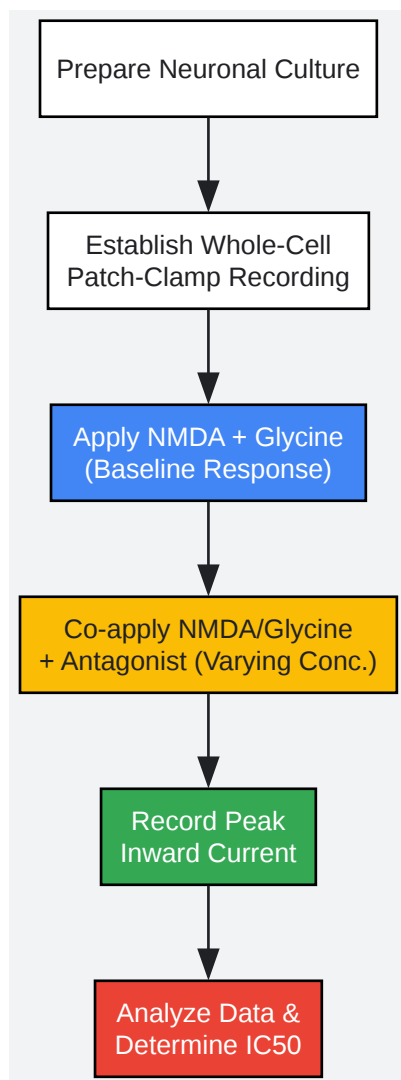 Prepare Neuronal Culture
Establish Whole-Cell
Patch-Clamp Recording
Apply NMDA + Glycine
(Baseline Response)
Co-apply NMDA/Glycine
+ Antagonist (Varying Conc.)
Record Peak
Inward Current
Analyze Data &
Determine IC50